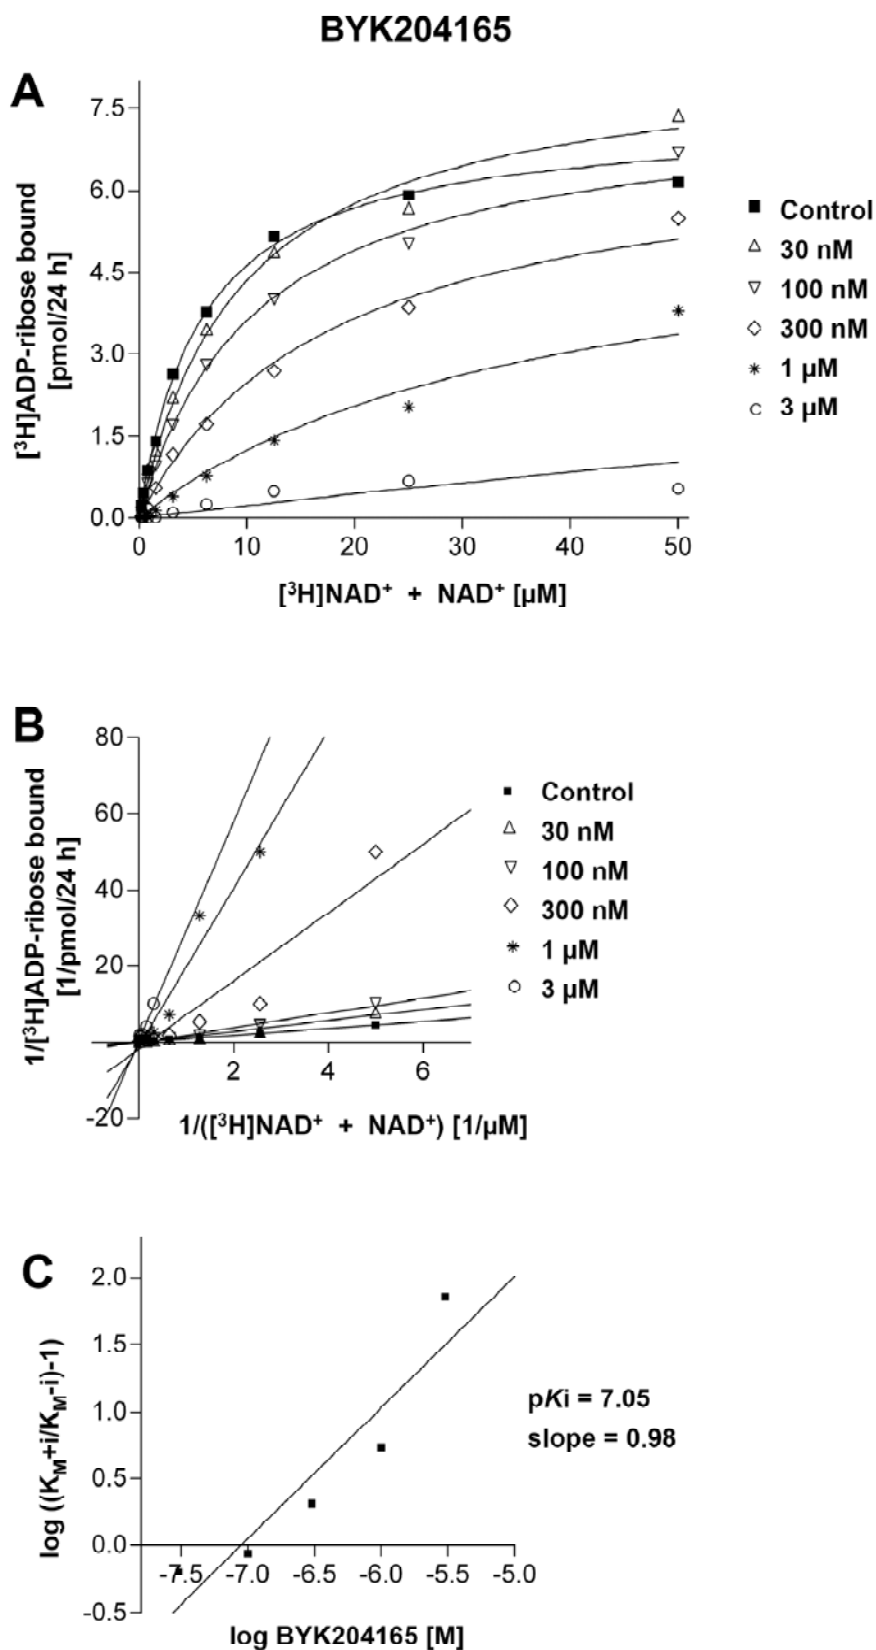 BYK204165
A
[³H]ADP-ribose bound
[pmol/24 h]
7.5
6.0
4.5
3.0
1.5
0.0
0 10 20 30 40 50
[³H]NAD⁺ + NAD⁺ [µM]
Control
30 nM
100 nM
300 nM
1 µM
3 µM
B
1/[³H]ADP-ribose bound
[1/pmol/24 h]
80
60
40
20
-20
2 4 6
1/([³H]NAD⁺ + NAD⁺) [1/µM]
Control
30 nM
100 nM
300 nM
1 µM
3 µM
C
log ((K_M+i/K_M-i)-1)
2.0
1.5
1.0
0.5
0.0
-0.5
-7.5 -7.0 -6.5 -6.0 -5.5 -5.0
log BYK204165 [M]
pKi = 7.05
slope = 0.98